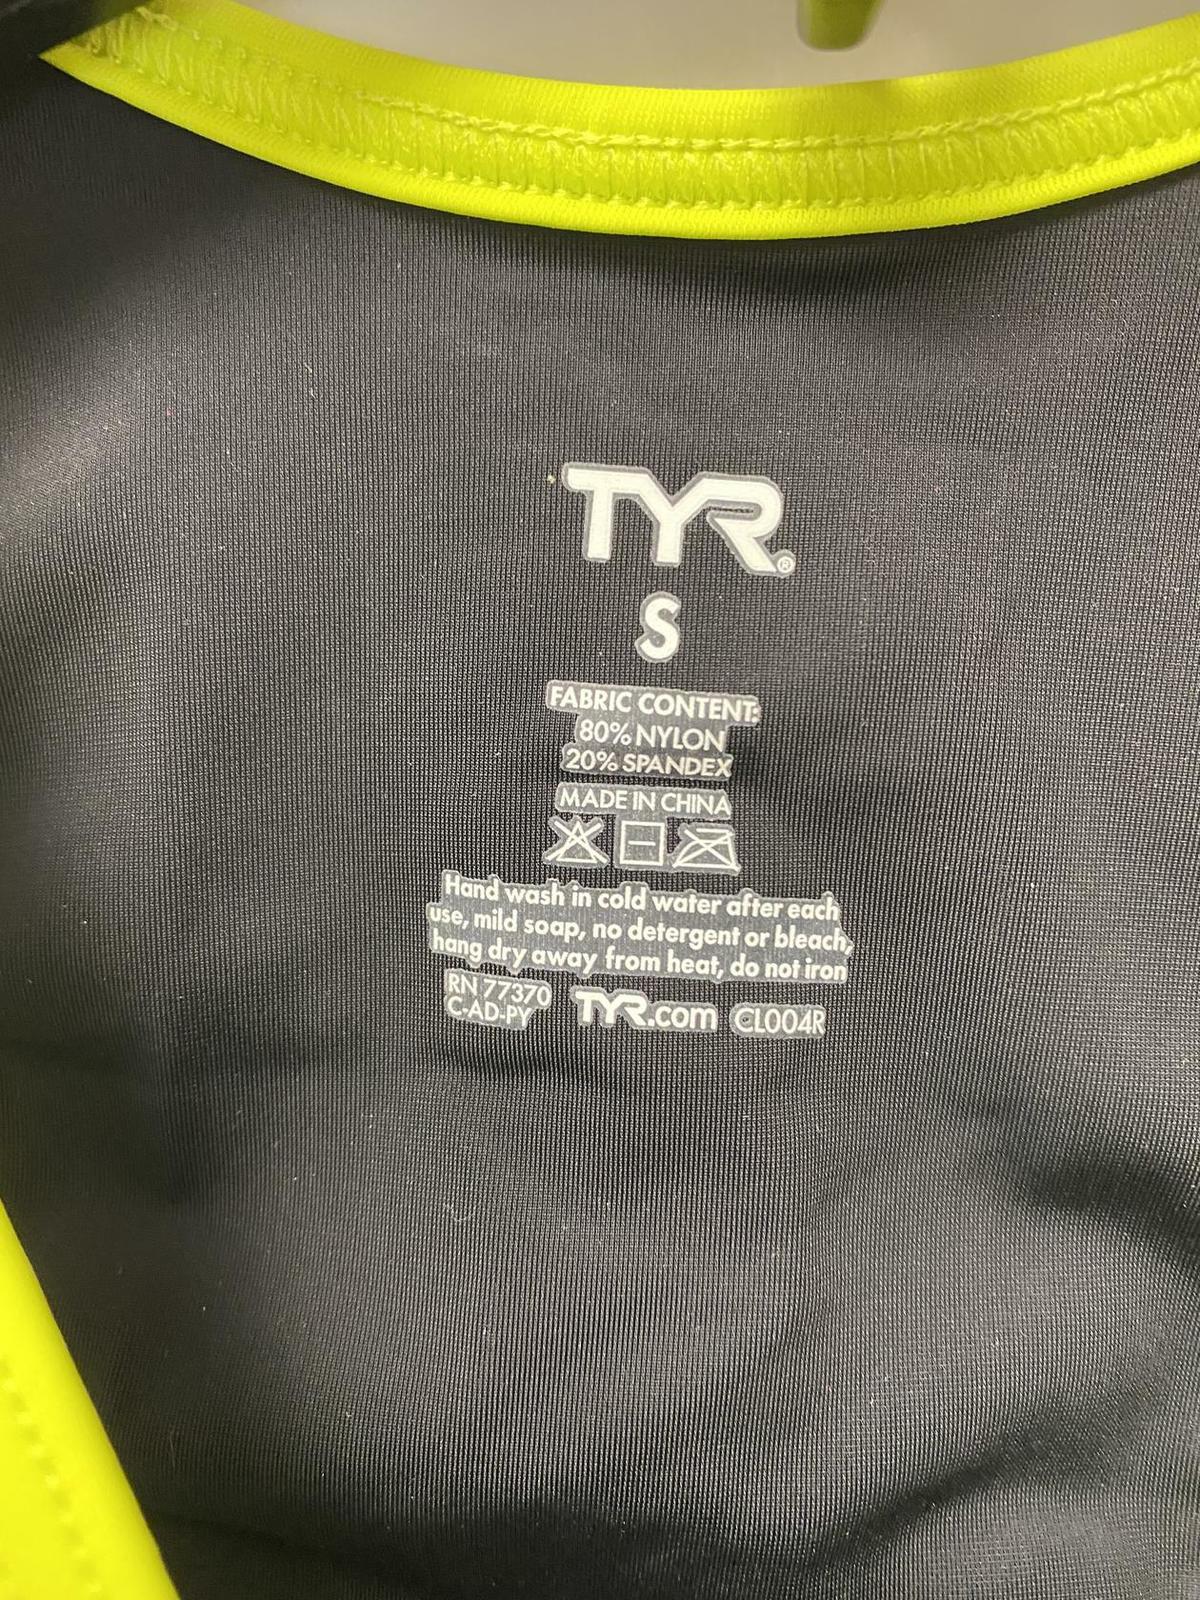 TYR®
S
FABRIC CONTENT:
80% NYLON
20% SPANDEX
MADE IN CHINA
Hand wash in cold water after each
use, mild soap, no detergent or bleach,
hang dry away from heat, do not iron
RN 77370
C-AD-PY
TYR.com
CL004R